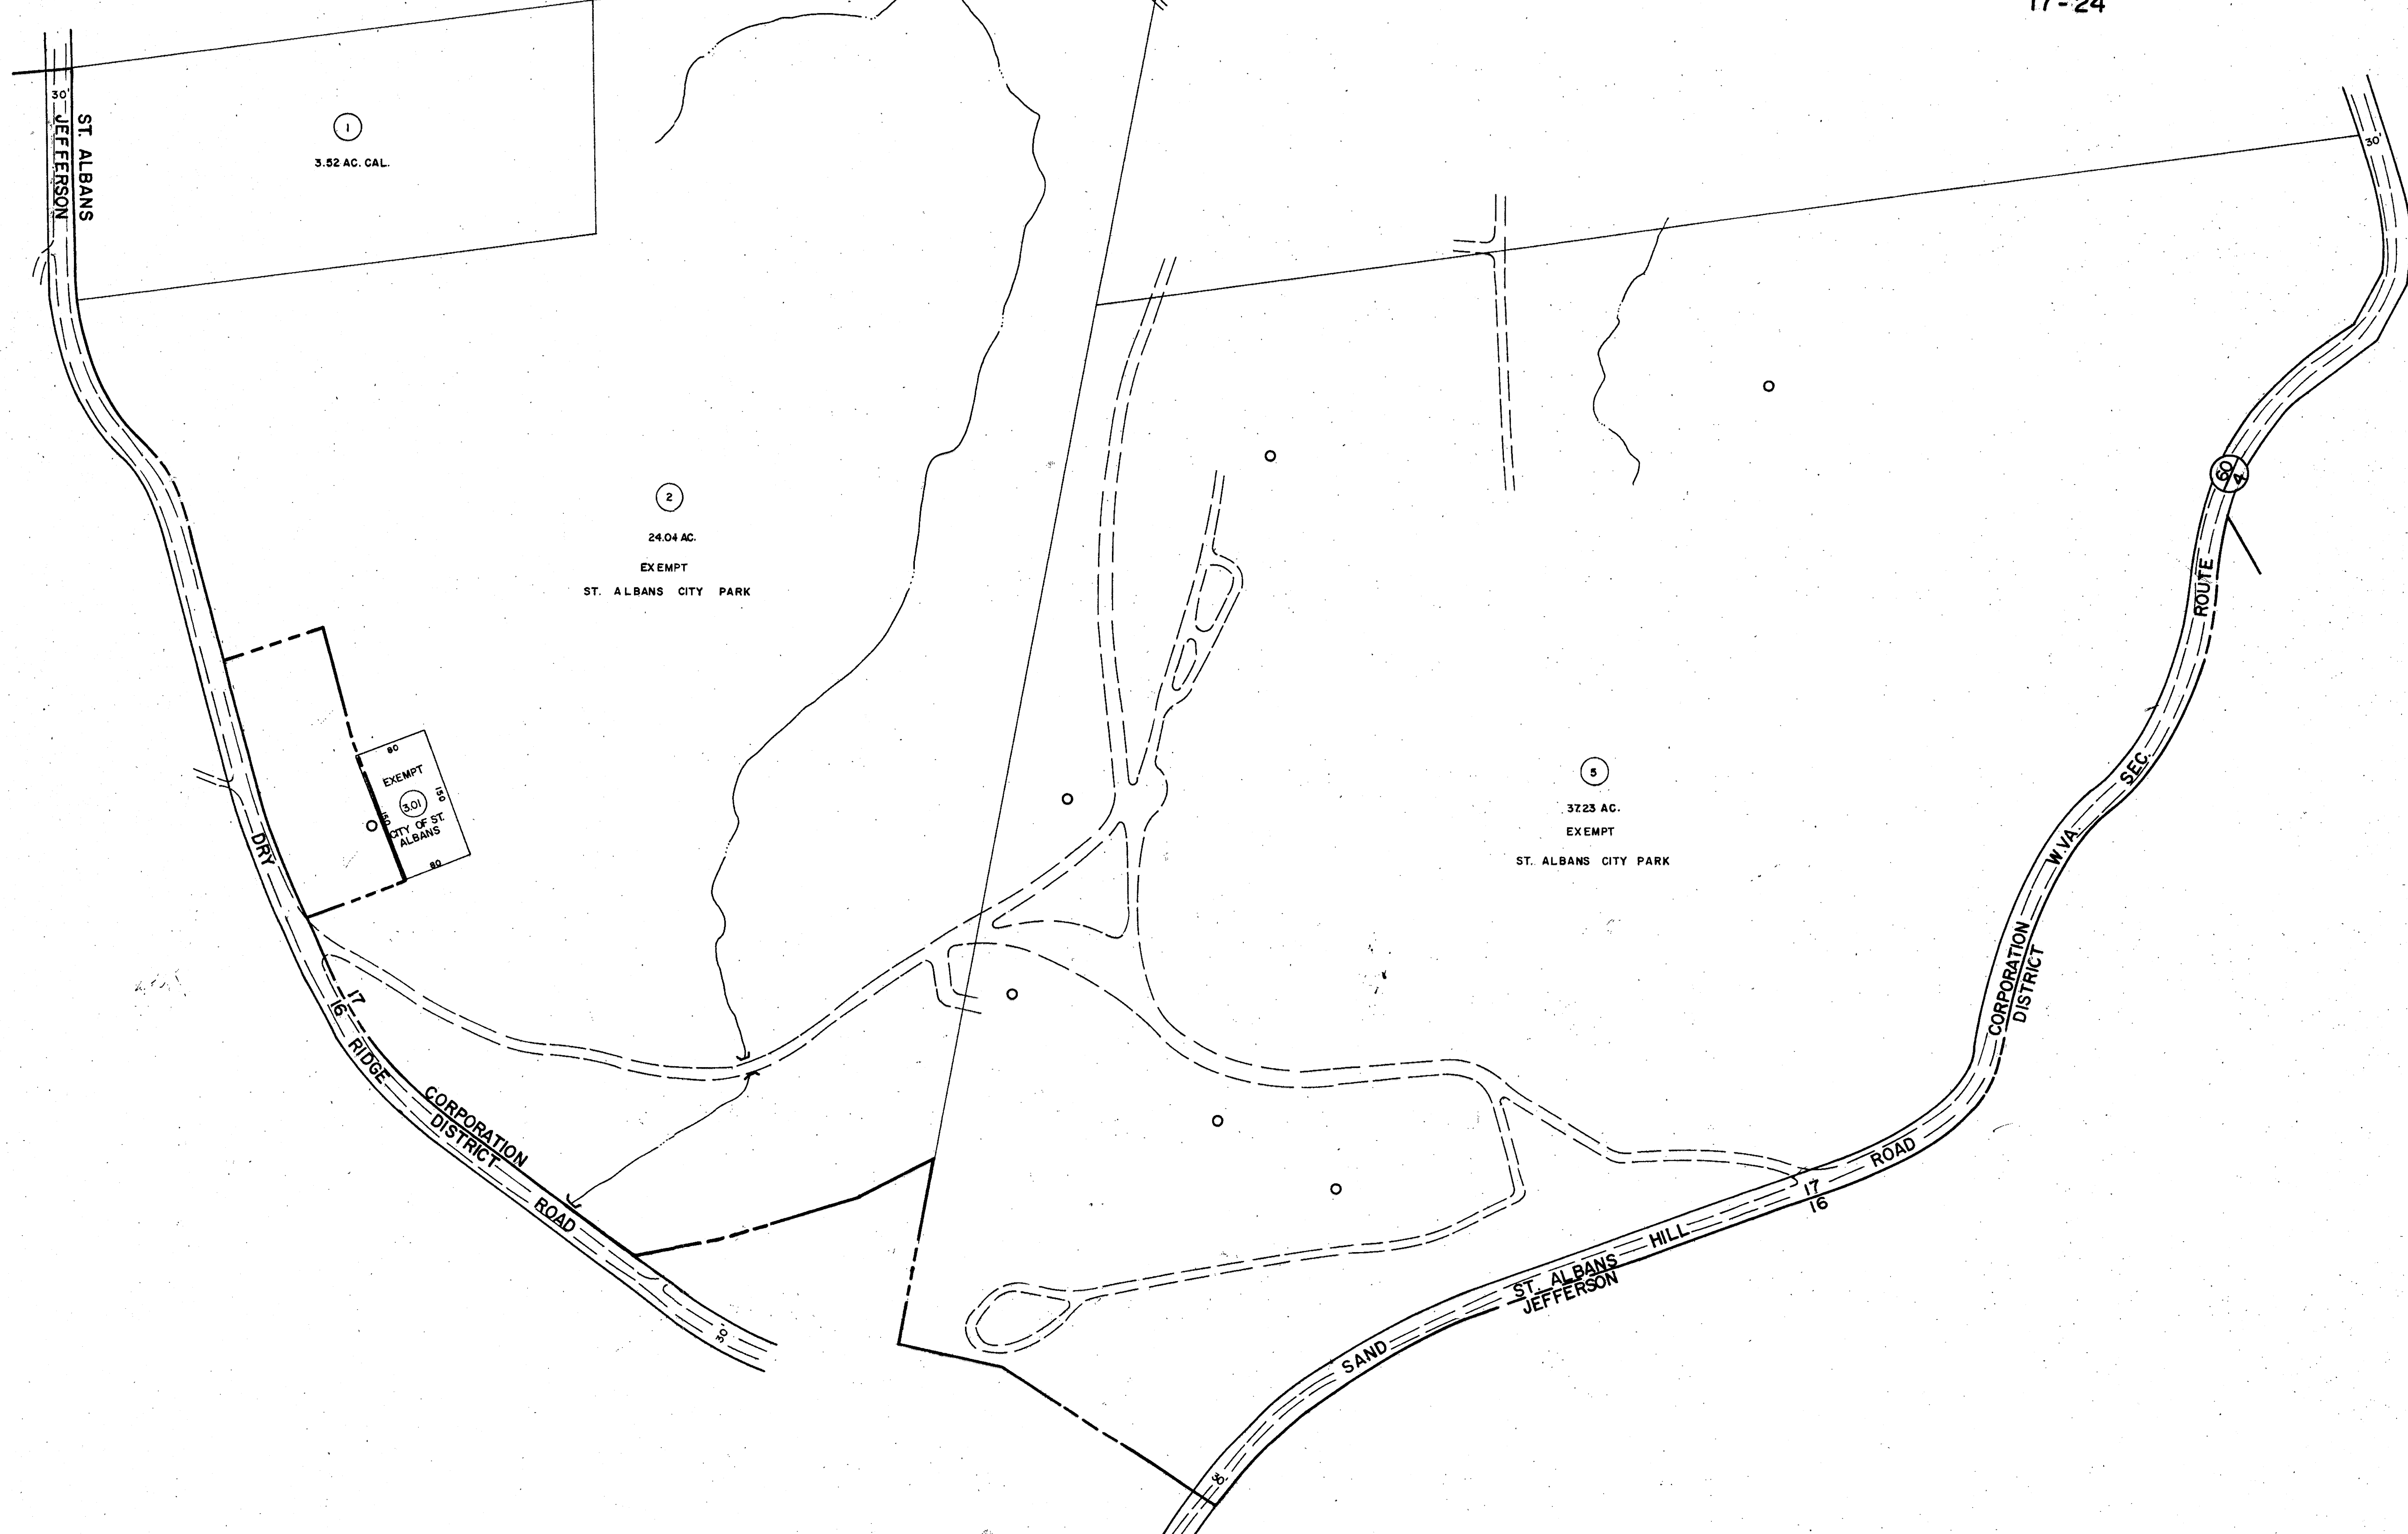 17-24
30'
ST. ALBANS
JEFFERSON
1
3.52 AC. CAL.
30'
2
24.04 AC.
EXEMPT
ST. ALBANS CITY PARK
60
4
ROUTE
SEC.
W.VA.
CORPORATION
DISTRICT
80
EXEMPT
3.01
150
150
CITY OF ST.
ALBANS
80
5
37.23 AC.
EXEMPT
ST. ALBANS CITY PARK
DRY
17
16
RIDGE
CORPORATION
DISTRICT
ROAD
30'
ROAD
17
16
HILL
ST. ALBANS
JEFFERSON
SAND
30'